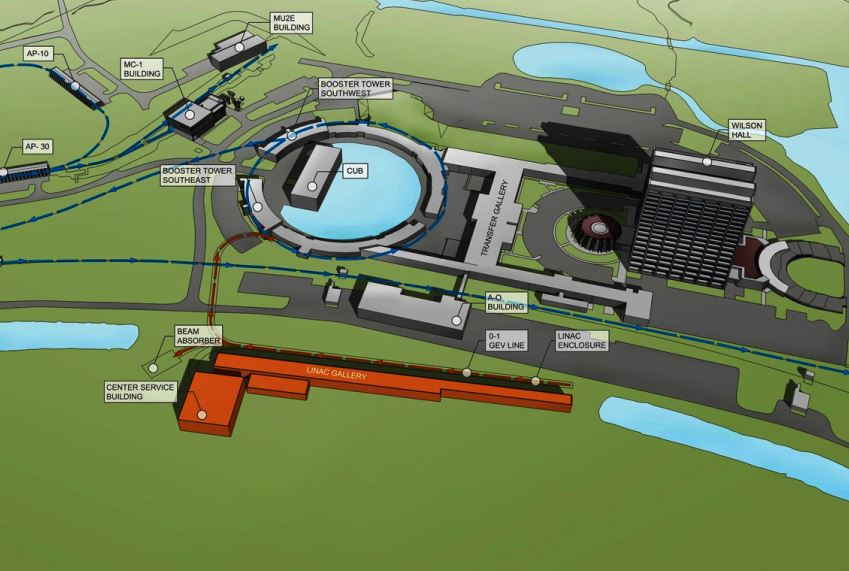 MU2E
BUILDING
AP-10
MC-1
BUILDING
BOOSTER TOWER
SOUTHWEST
WILSON
HALL
AP- 30
BOOSTER TOWER
SOUTHEAST
CUB
TRANSFER GALLERY
A-O
BUILDING
BEAM
ABSORBER
0-1
GEV LINE
LINAC
ENCLOSURE
LINAC GALLERY
CENTER SERVICE
BUILDING